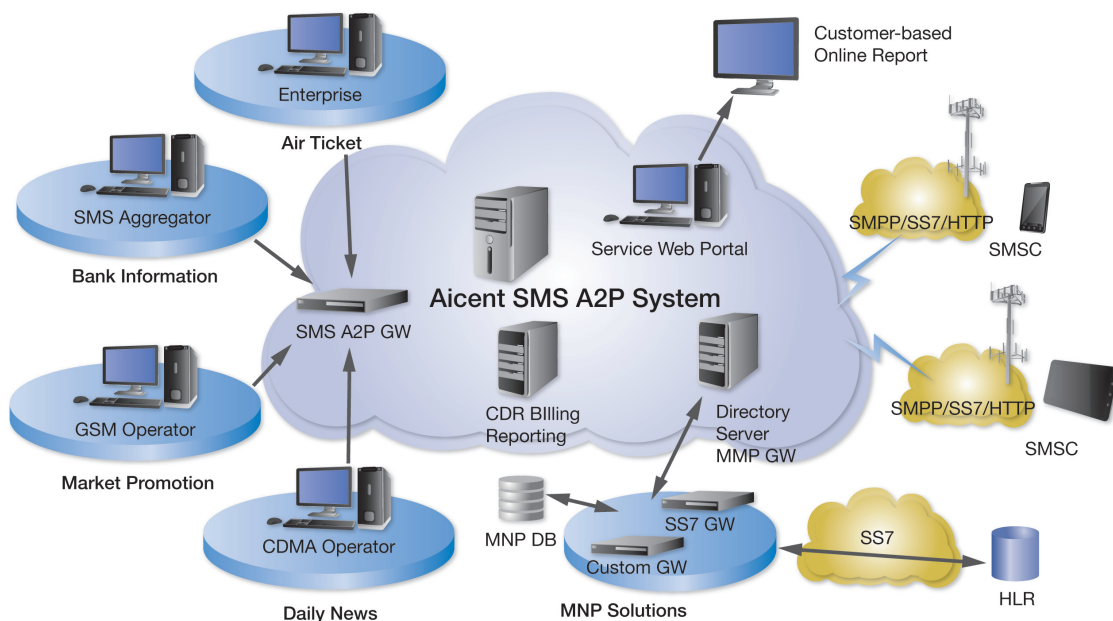 Customer-based
Online Report
Enterprise
Air Ticket
SMS Aggregator
Bank Information
Service Web Portal
SMPP/SS7/HTTP
SMSC
Aicent SMS A2P System
SMS A2P GW
CDR BIlling
Reporting
Directory
Server
MMP GW
SMPP/SS7/HTTP
SMSC
GSM Operator
Market Promotion
CDMA Operator
Daily News
MNP DB
SS7 GW
Custom GW
MNP Solutions
SS7
HLR